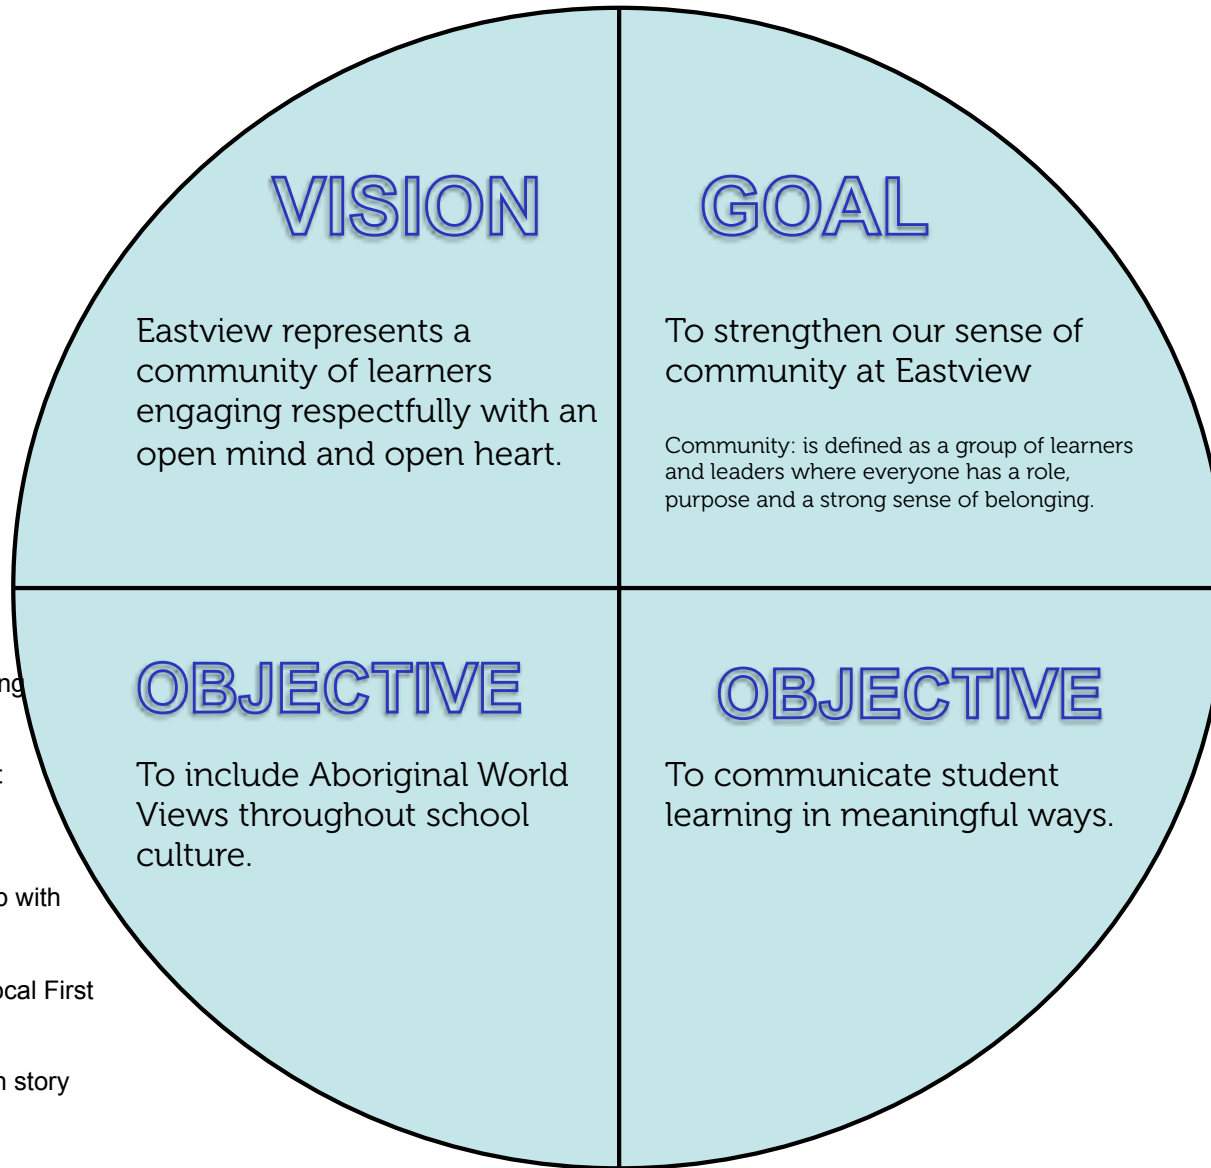 VISION
Eastview represents a
community of learners
engaging respectfully with an
open mind and open heart.
GOAL
To strengthen our sense of
community at Eastview
Community: is defined as a group of learners
and leaders where everyone has a role,
purpose and a strong sense of belonging.
OBJECTIVE
To include Aboriginal World
Views throughout school
culture.
OBJECTIVE
To communicate student
learning in meaningful ways.
with
First
story